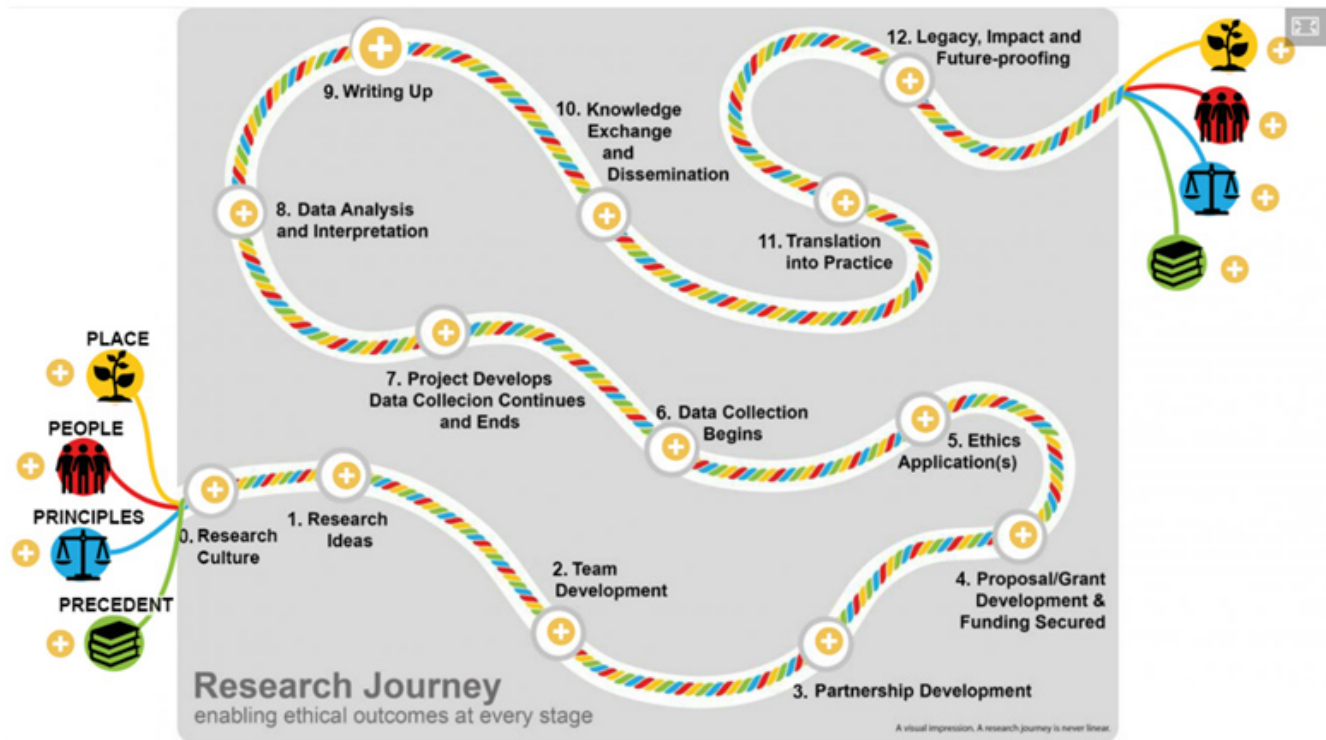 12. Legacy, Impact and
Future-proofing
9. Writing Up
10. Knowledge
Exchange
and
Dissemination
8. Data Analysis
and Interpretation
11. Translation
into Practice
PLACE
7. Project Develops
Data Collecion Continues
and Ends
6. Data Collection
Begins
5. Ethics
Application(s)
PEOPLE
PRINCIPLES
0. Research
Culture
1. Research
Ideas
2. Team
Development
4. Proposal/Grant
Development &
Funding Secured
PRECEDENT
3. Partnership Development
Research Journey
enabling ethical outcomes at every stage
A visual impression. A research journey is never linear.